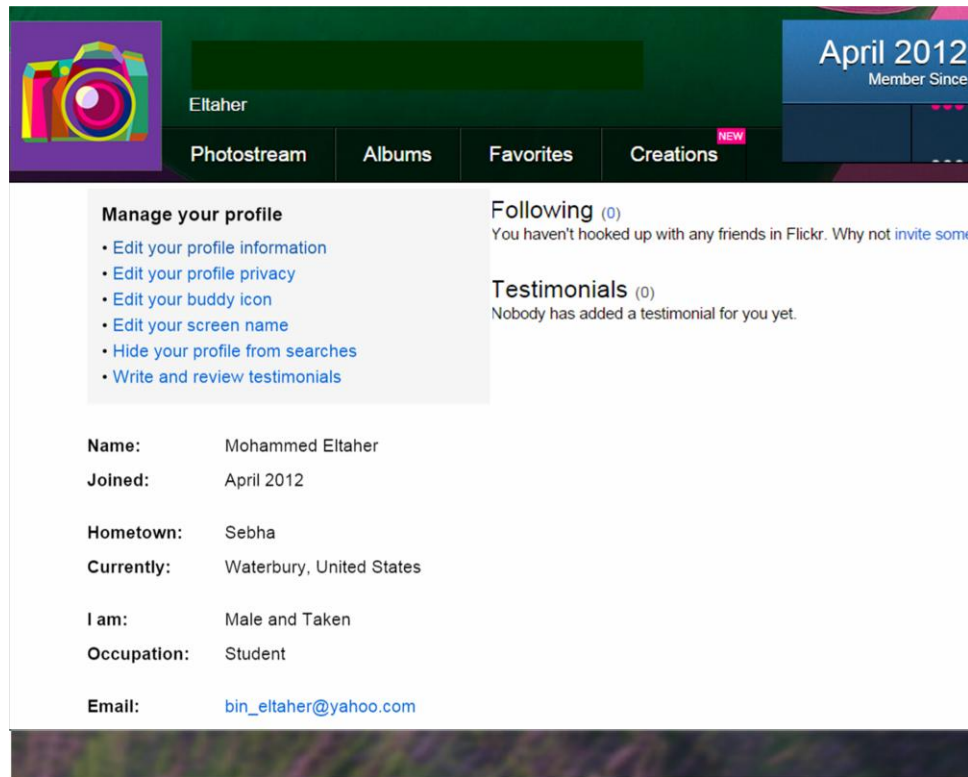 April 2012
Member Since
Eltaher
Photostream Albums Favorites Creations NEW
Manage your profile
• Edit your profile information
• Edit your profile privacy
• Edit your buddy icon
• Edit your screen name
• Hide your profile from searches
• Write and review testimonials
Following (0)
You haven't hooked up with any friends in Flickr. Why not invite some
Testimonials (0)
Nobody has added a testimonial for you yet.
Name: Mohammed Eltaher
Joined: April 2012
Hometown: Sebha
Currently: Waterbury, United States
I am: Male and Taken
Occupation: Student
Email: bin_eltaher@yahoo.com